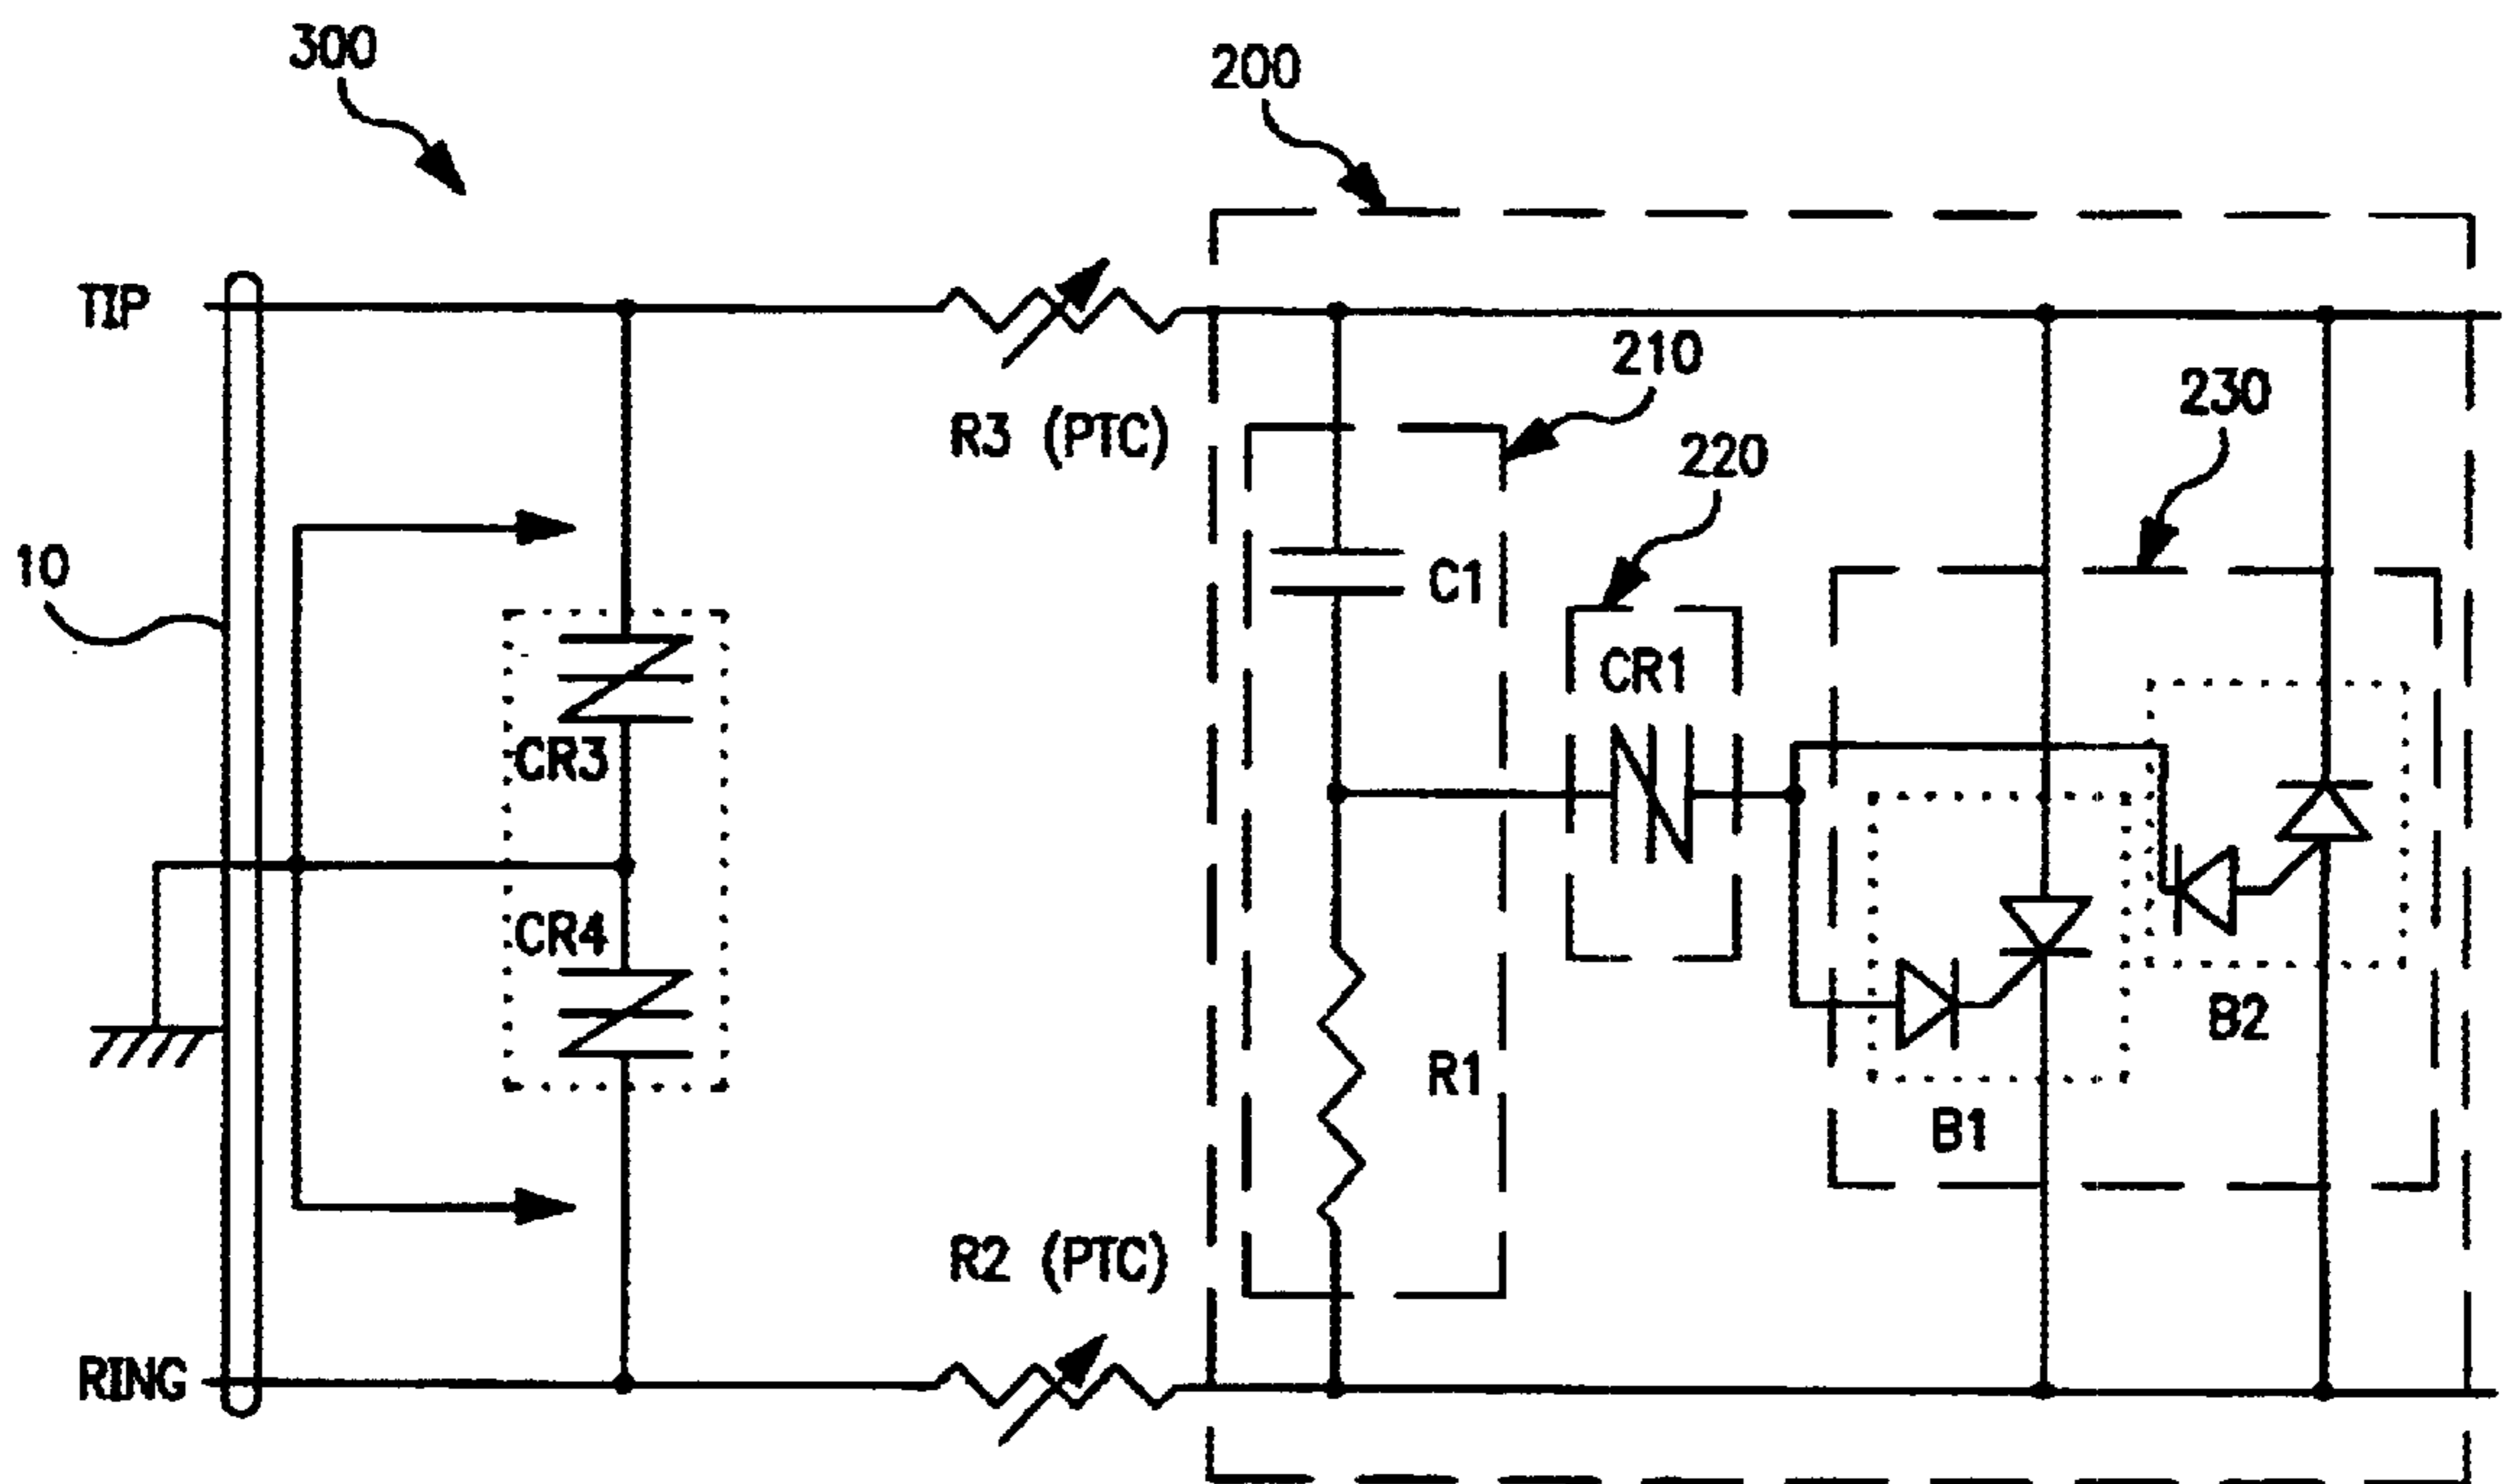 300
200
TIP
210
R3 (PTC)
230
220
10
C1
CR1
CR3
CR4
B2
R1
B1
R2 (PTC)
RING